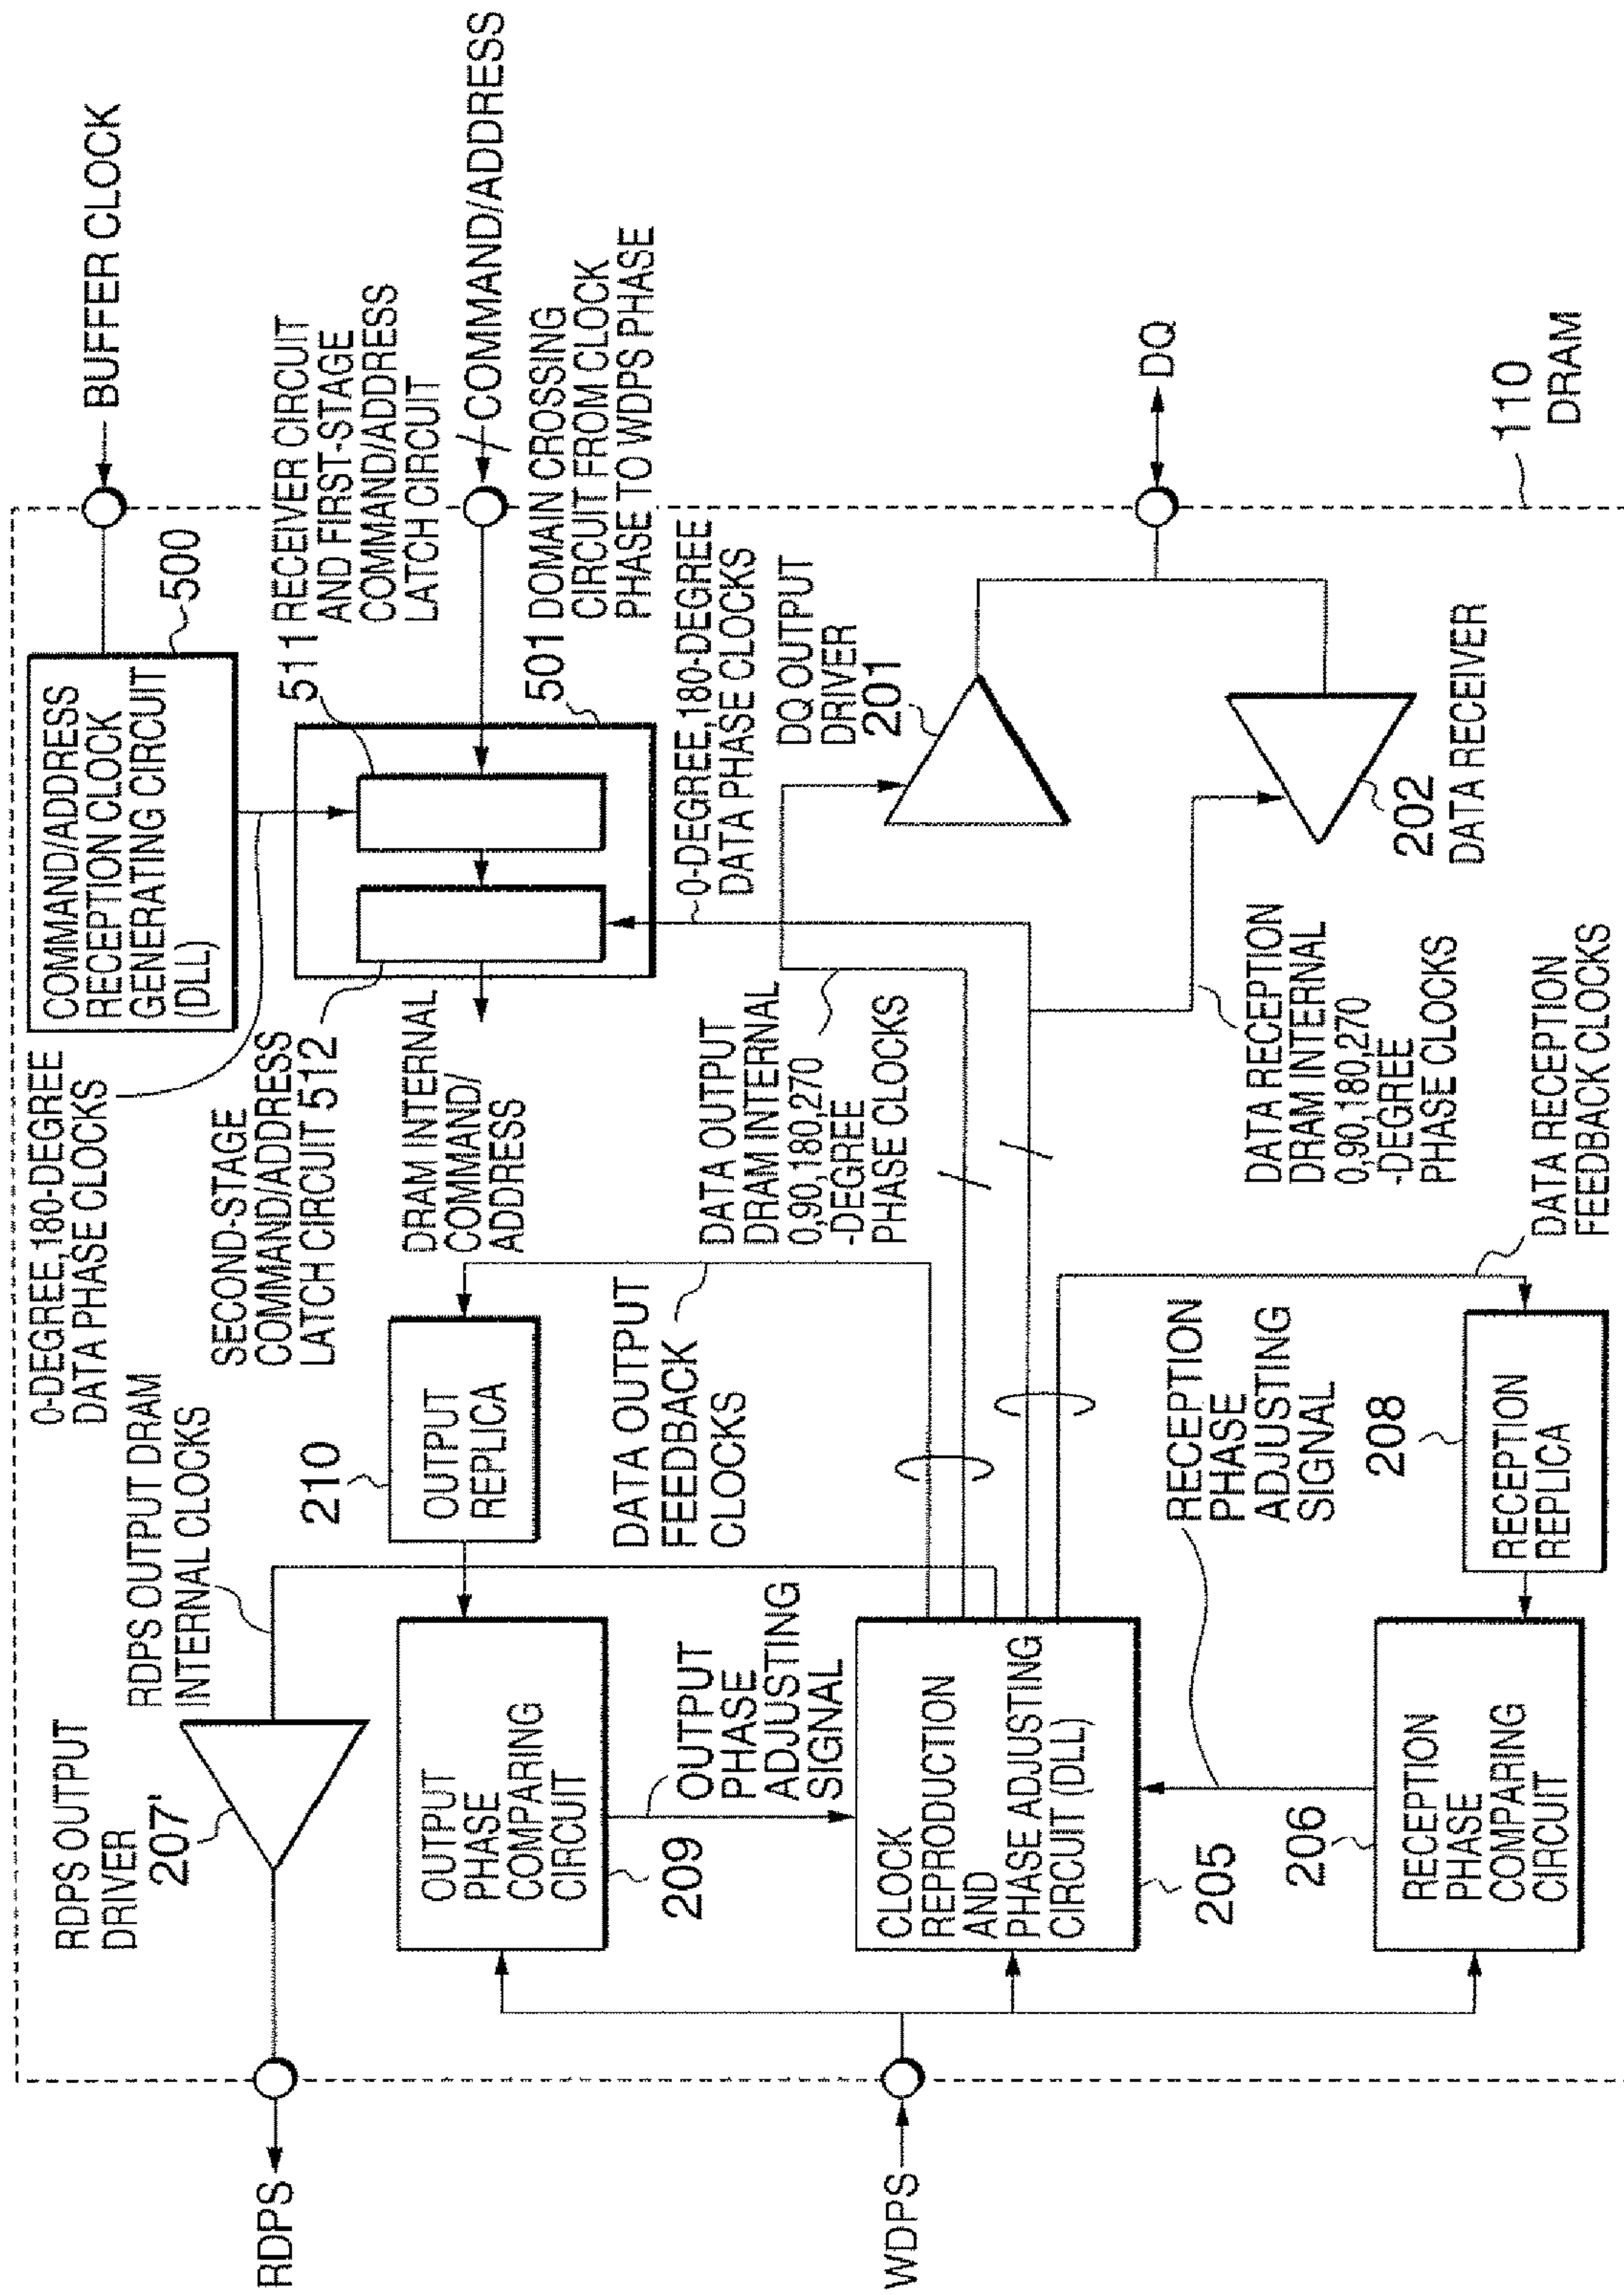 RDPS
WDPS
RDPS OUTPUT
DRIVER
207'
RDPS OUTPUT DRAM
INTERNAL CLOCKS
OUTPUT
PHASE
COMPARING
CIRCUIT
209
OUTPUT
PHASE
ADJUSTING
SIGNAL
CLOCK
REPRODUCTION
AND
PHASE ADJUSTING
CIRCUIT (DLL)
205
206
RECEPTION
PHASE
COMPARING
CIRCUIT
210
OUTPUT
REPLICA
DATA OUTPUT
FEEDBACK
CLOCKS
RECEPTION
PHASE
ADJUSTING
SIGNAL
208
RECEPTION
REPLICA
DATA RECEPTION
FEEDBACK CLOCKS
0-DEGREE,180-DEGREE
DATA PHASE CLOCKS
SECOND-STAGE
COMMAND/ADDRESS
LATCH CIRCUIT 512
DRAM INTERNAL
COMMAND/
ADDRESS
DATA OUTPUT
DRAM INTERNAL
0,90,180,270
-DEGREE
PHASE CLOCKS
DATA RECEPTION
DRAM INTERNAL
0,90,180,270
-DEGREE
PHASE CLOCKS
COMMAND/ADDRESS
RECEPTION CLOCK
GENERATING CIRCUIT
(DLL)
500
511 RECEIVER CIRCUIT
AND FIRST-STAGE
COMMAND/ADDRESS
LATCH CIRCUIT
501 DOMAIN CROSSING
CIRCUIT FROM CLOCK
PHASE TO WDPS PHASE
0-DEGREE,180-DEGREE
DATA PHASE CLOCKS
DQ OUTPUT
DRIVER
201
202
DATA RECEIVER
BUFFER CLOCK
COMMAND/ADDRESS
DQ
110
DRAM